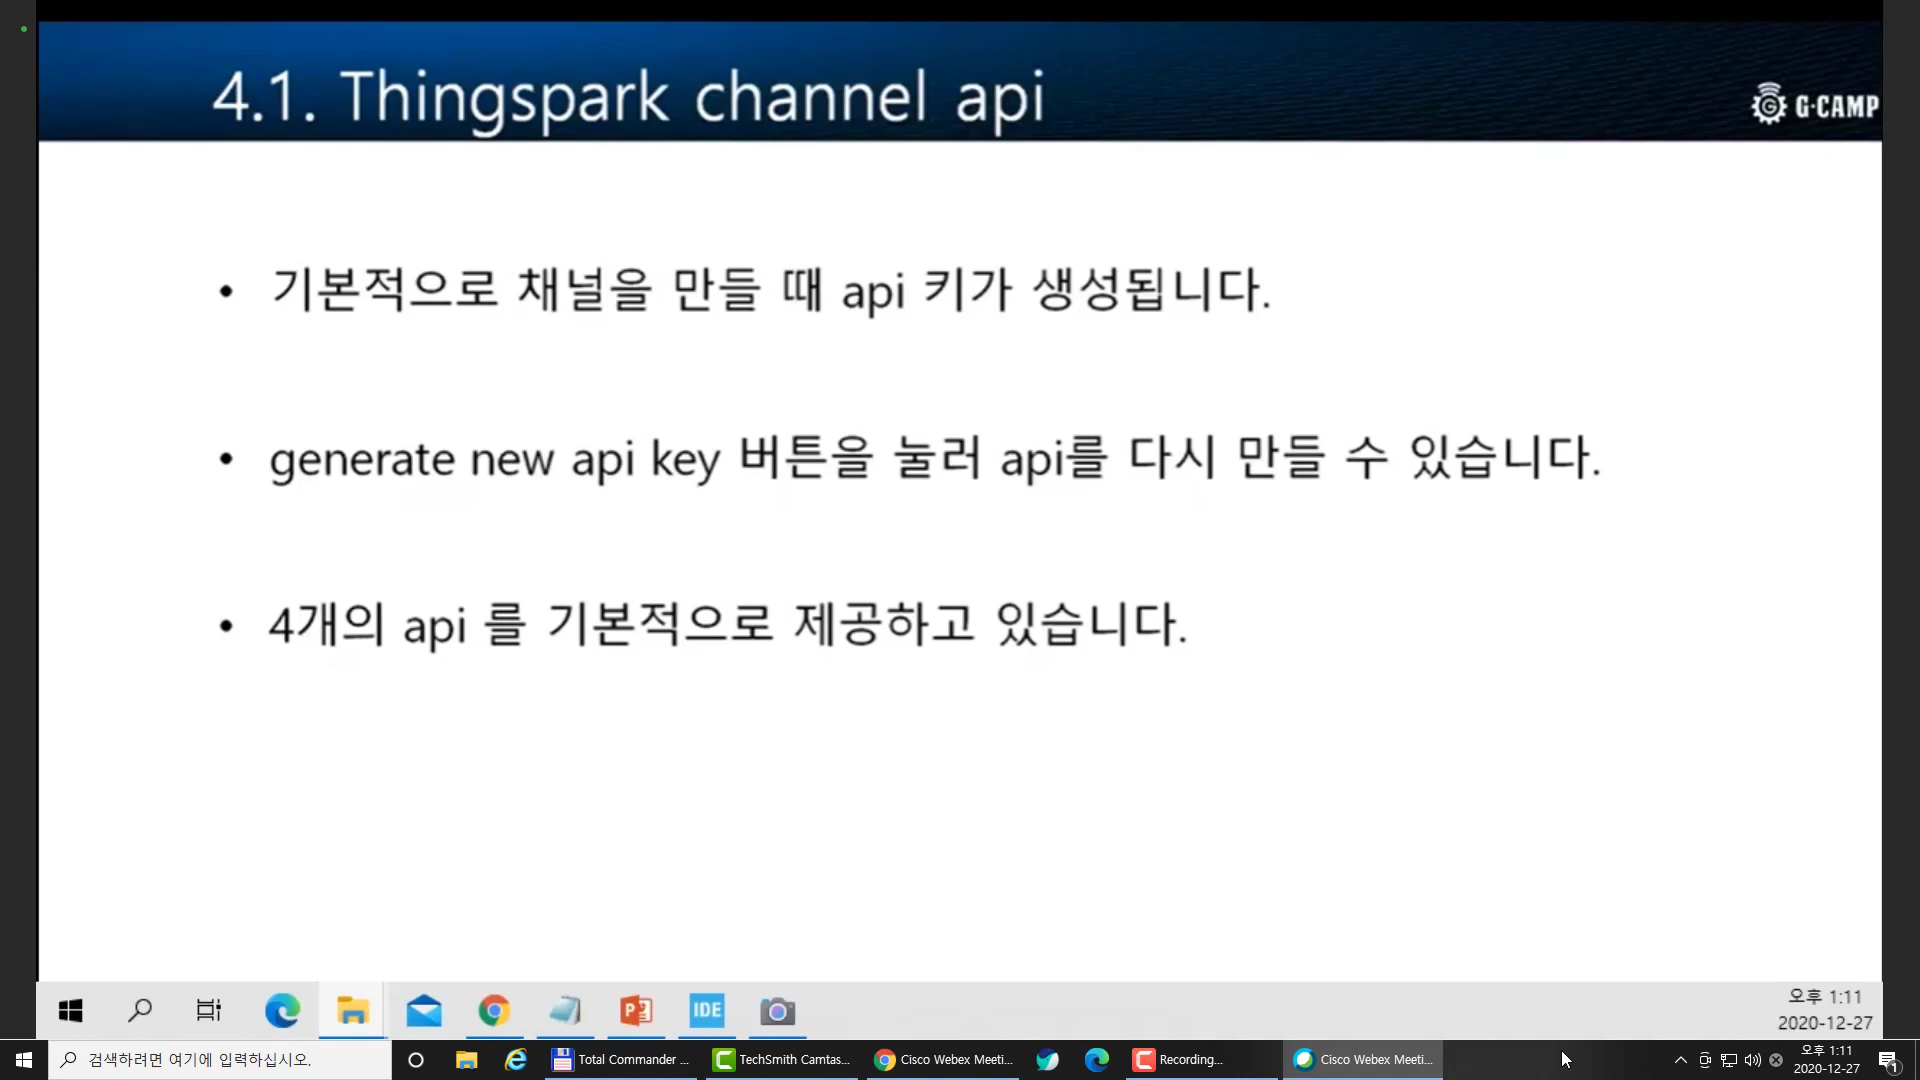 4.1. Thingspark channel api
G·CAMP
• 기본적으로 채널을 만들 때 api 키가 생성됩니다.
• generate new api key 버튼을 눌러 api를 다시 만들 수 있습니다.
• 4개의 api 를 기본적으로 제공하고 있습니다.
IDE
오후 1:11
2020-12-27
검색하려면 여기에 입력하십시오.
Total Commander ...
TechSmith Camtas...
Cisco Webex Meeti...
Recording...
Cisco Webex Meeti...
오후 1:11
2020-12-27
1